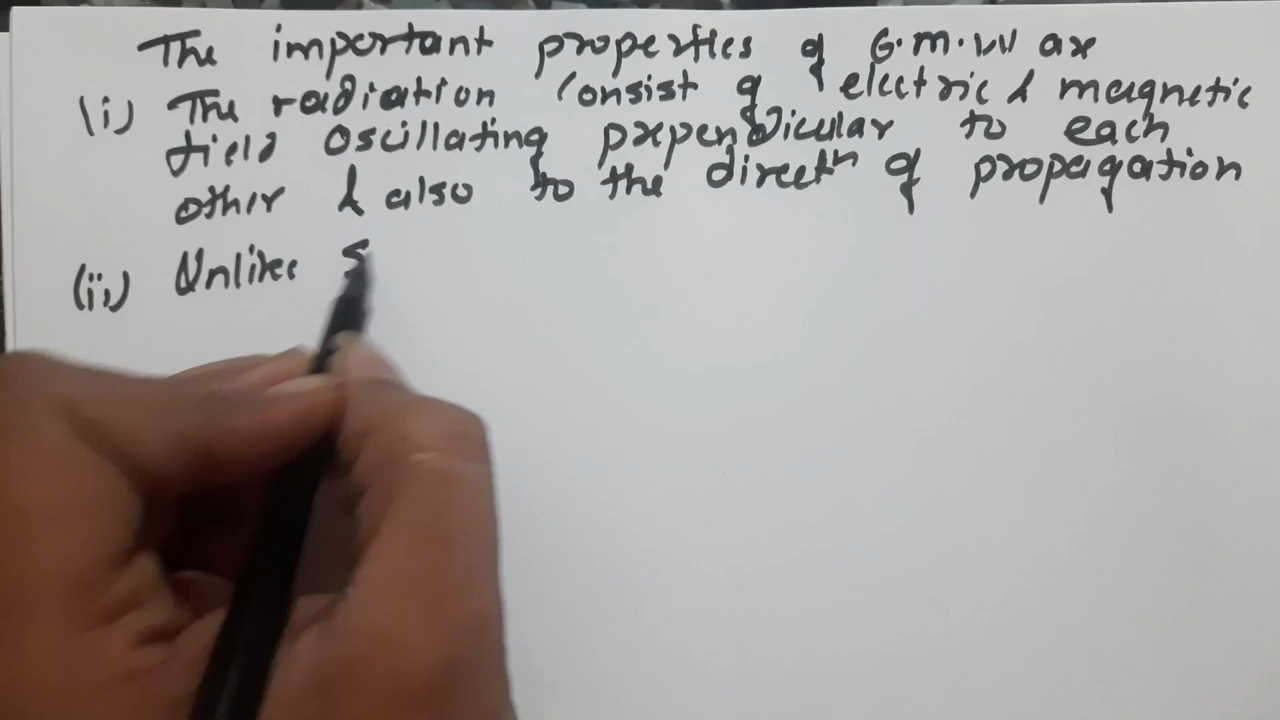 The important properties of E.M.W are
(i) The radiation consist of electric & magnetic
field oscillating perpendicular to each
other & also to the directn of propagation
(ii) Unlike S